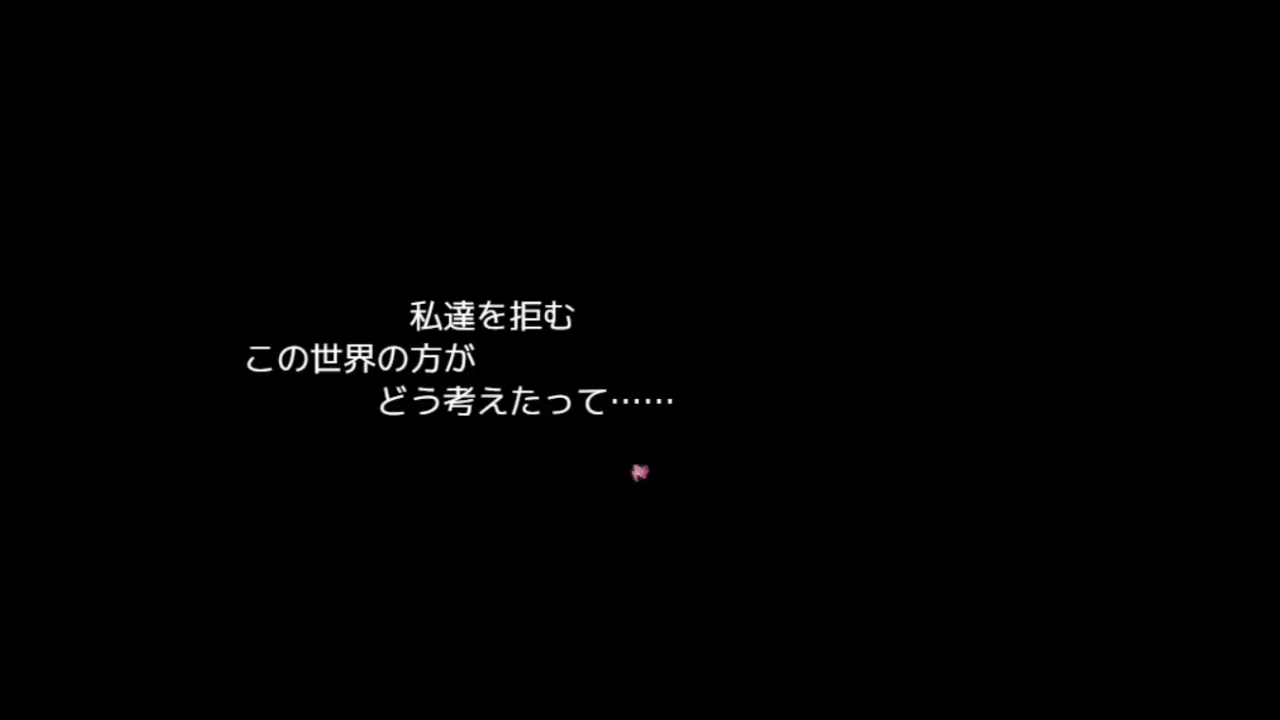 私達を拒む
この世界の方が
どう考えたって……